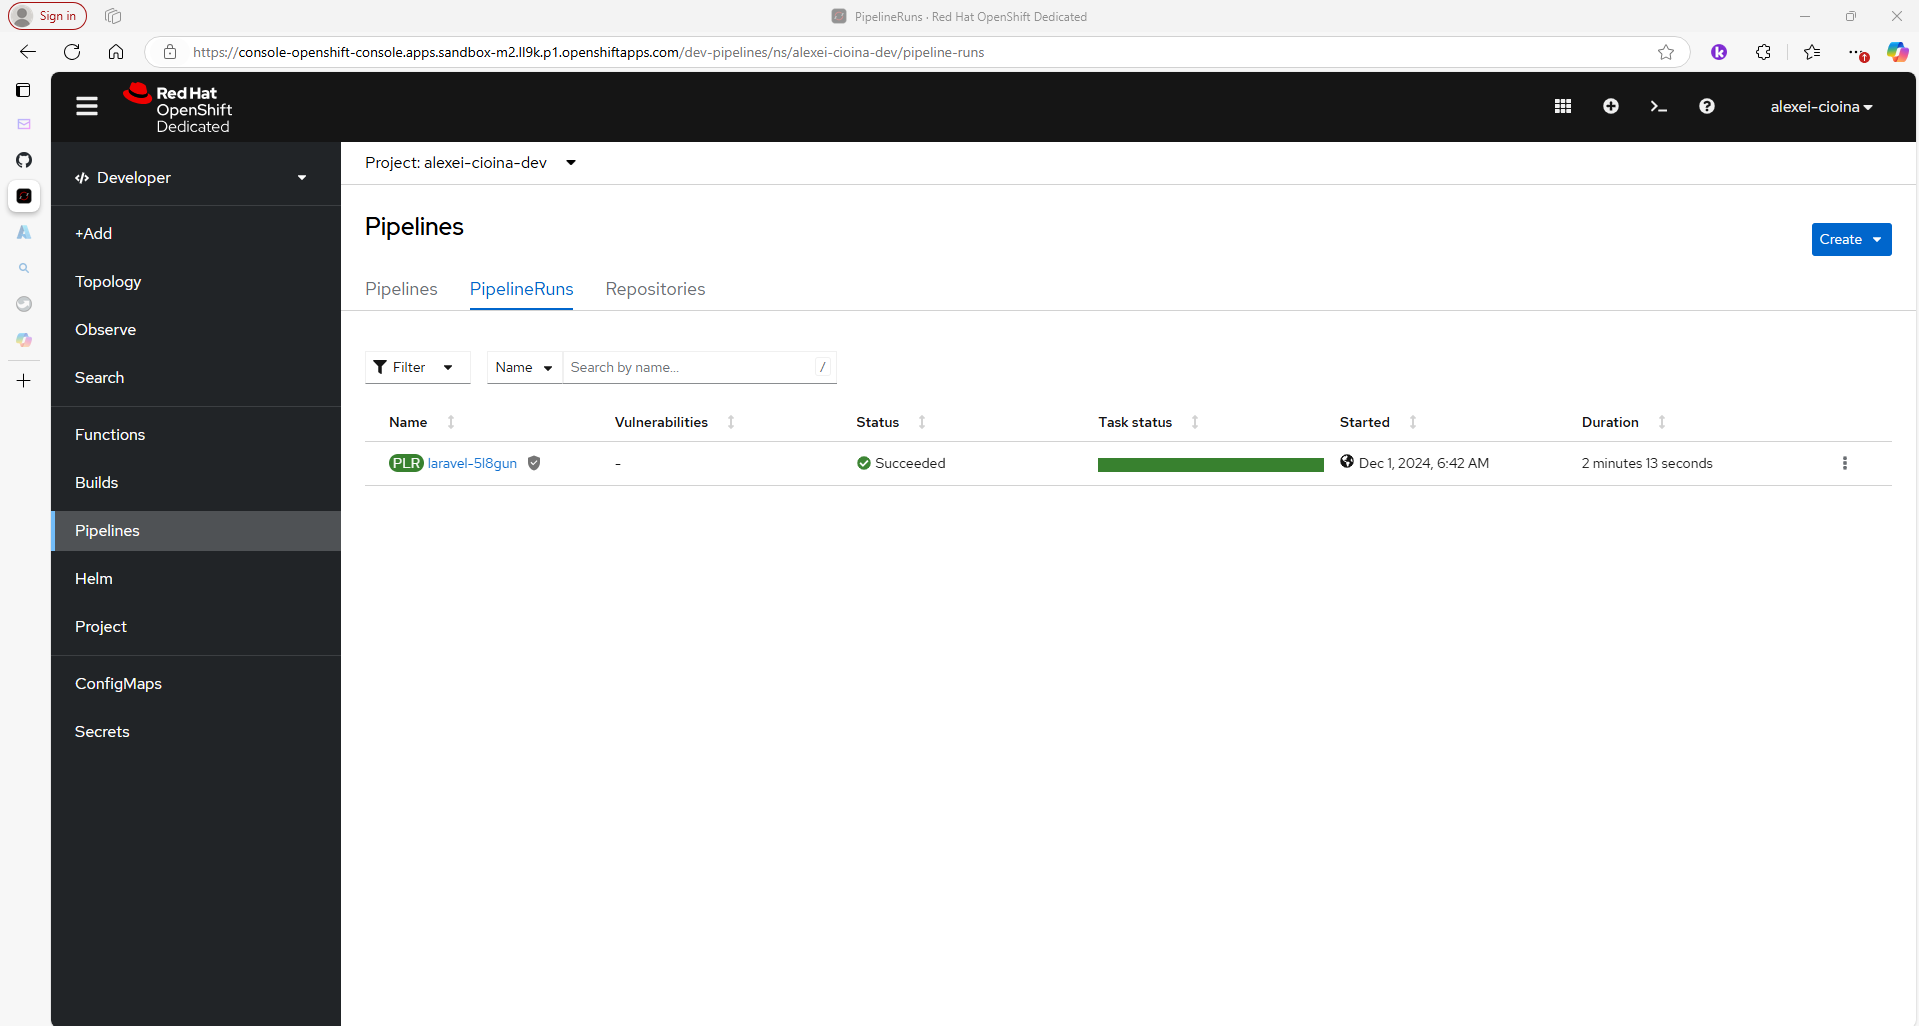 Sign in
PipelineRuns · Red Hat OpenShift Dedicated
https://console-openshift-console.apps.sandbox-m2.ll9k.p1.openshiftapps.com/dev-pipelines/ns/alexei-cioina-dev/pipeline-runs
Red Hat
OpenShift
Dedicated
alexei-cioina
Developer
+Add
Topology
Observe
Search
Functions
Builds
Pipelines
Helm
Project
ConfigMaps
Secrets
Project: alexei-cioina-dev
Pipelines
Create
Pipelines PipelineRuns Repositories
Filter Name Search by name... /
Name Vulnerabilities Status Task status Started Duration
PLR laravel-5l8gun - Succeeded Dec 1, 2024, 6:42 AM 2 minutes 13 seconds